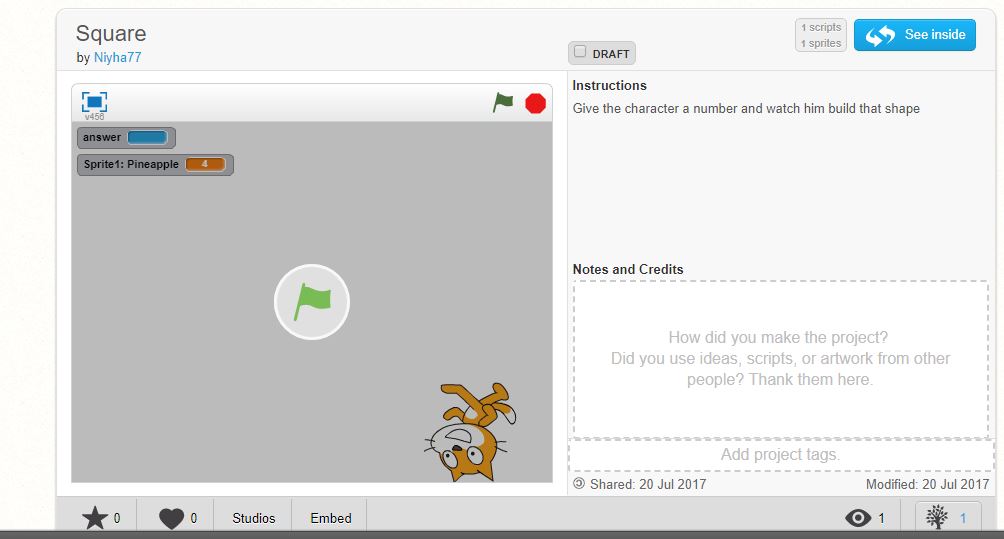 Square
by Niyha77
1 scripts
1 sprites
See inside
DRAFT
v456
answer
Sprite1: Pineapple 4
Instructions
Give the character a number and watch him build that shape
Notes and Credits
How did you make the project?
Did you use ideas, scripts, or artwork from other
people? Thank them here.
Add project tags.
Shared: 20 Jul 2017 Modified: 20 Jul 2017
0 0 Studios Embed 1 1